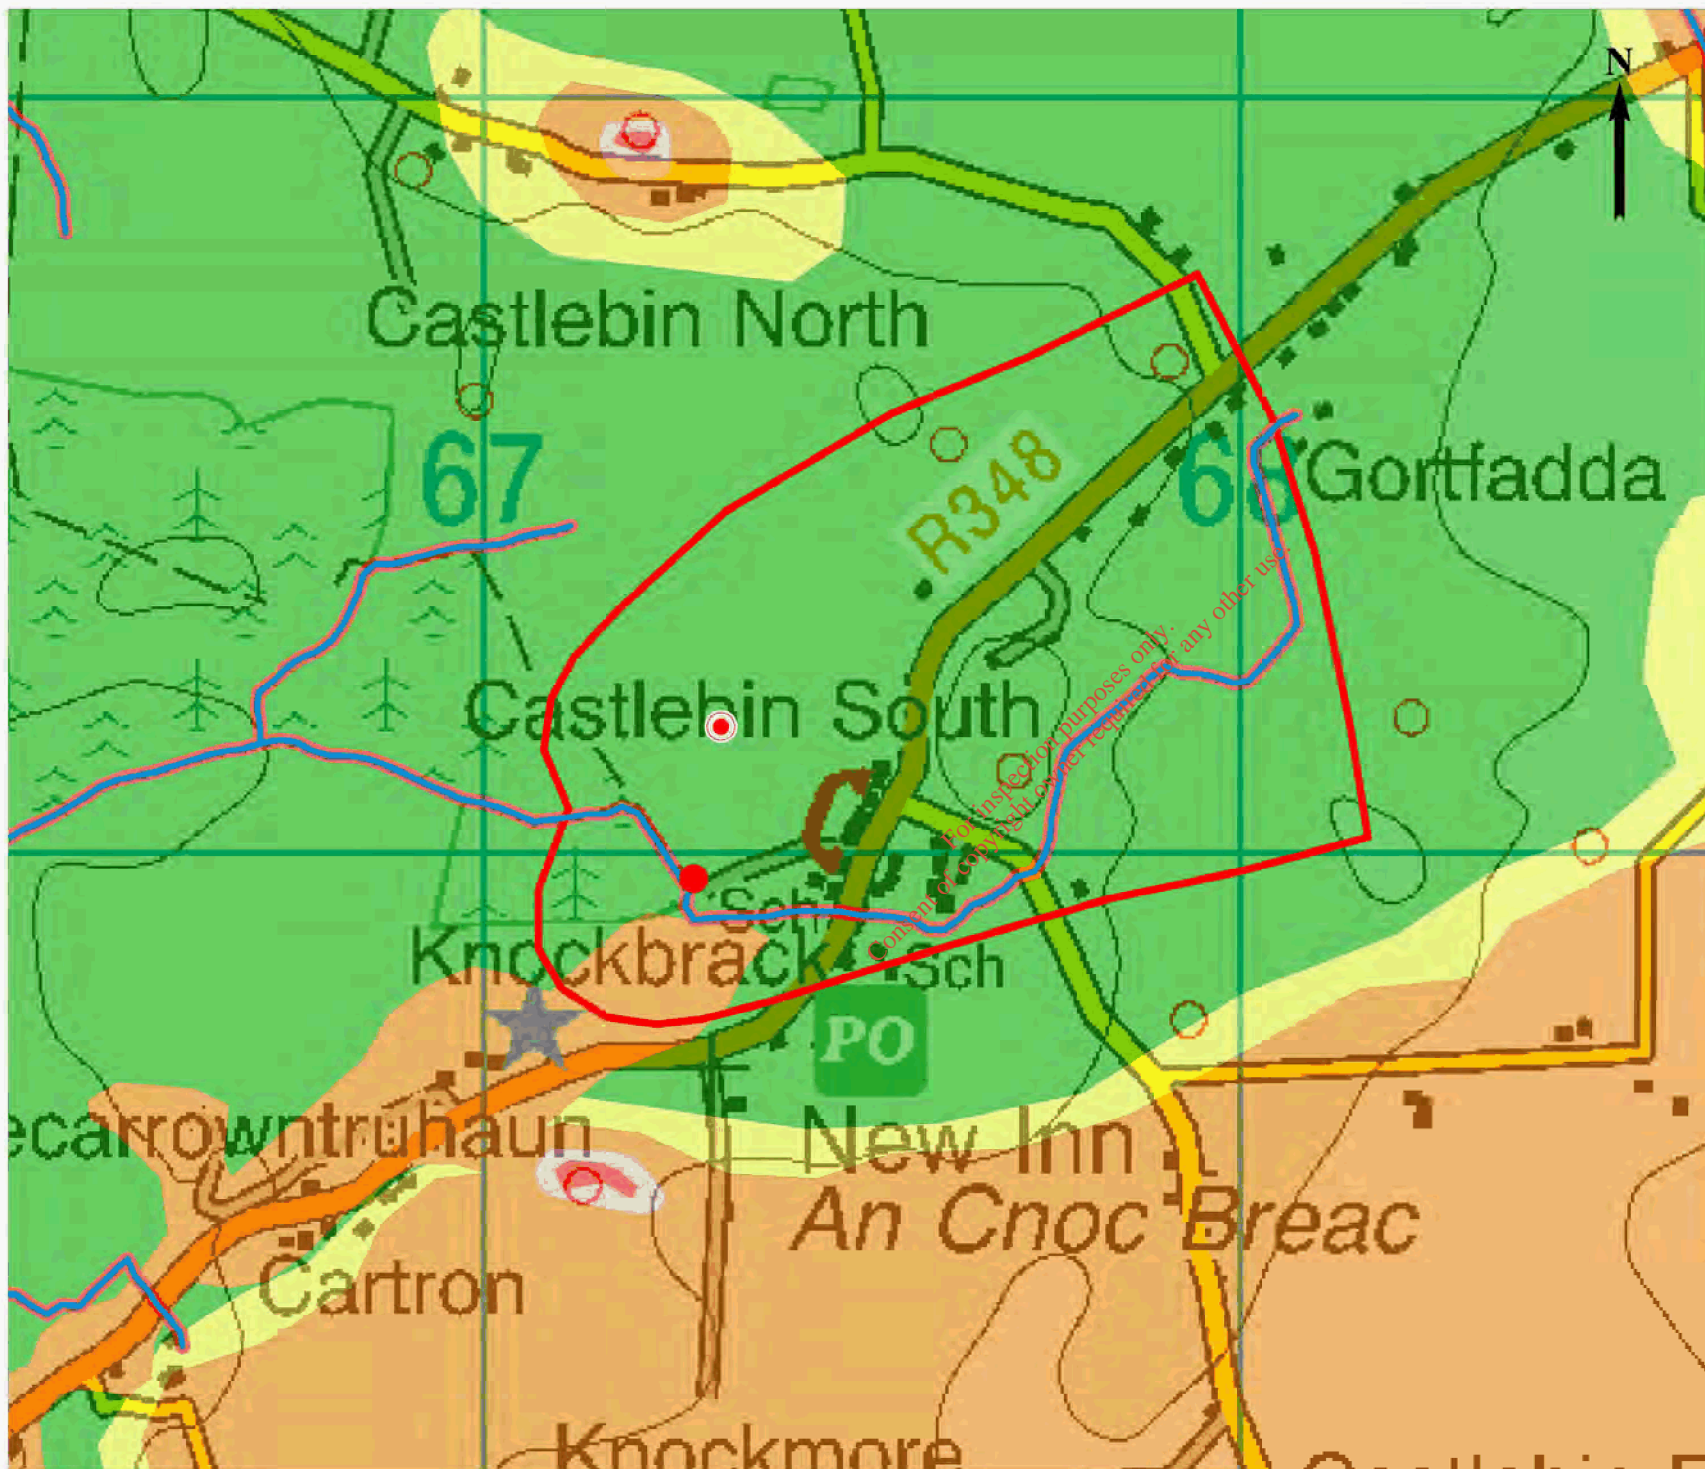 N
Castlebin North
67
R348
68
Gortfadda
Castlebin South
For inspection purposes only.
Consent of copyright owner required for any other use.
Sch
Knockbrack
Sch
PO
ecarrowntruhaun
New Inn
An Cnoc Breac
Cartron
Knockmore